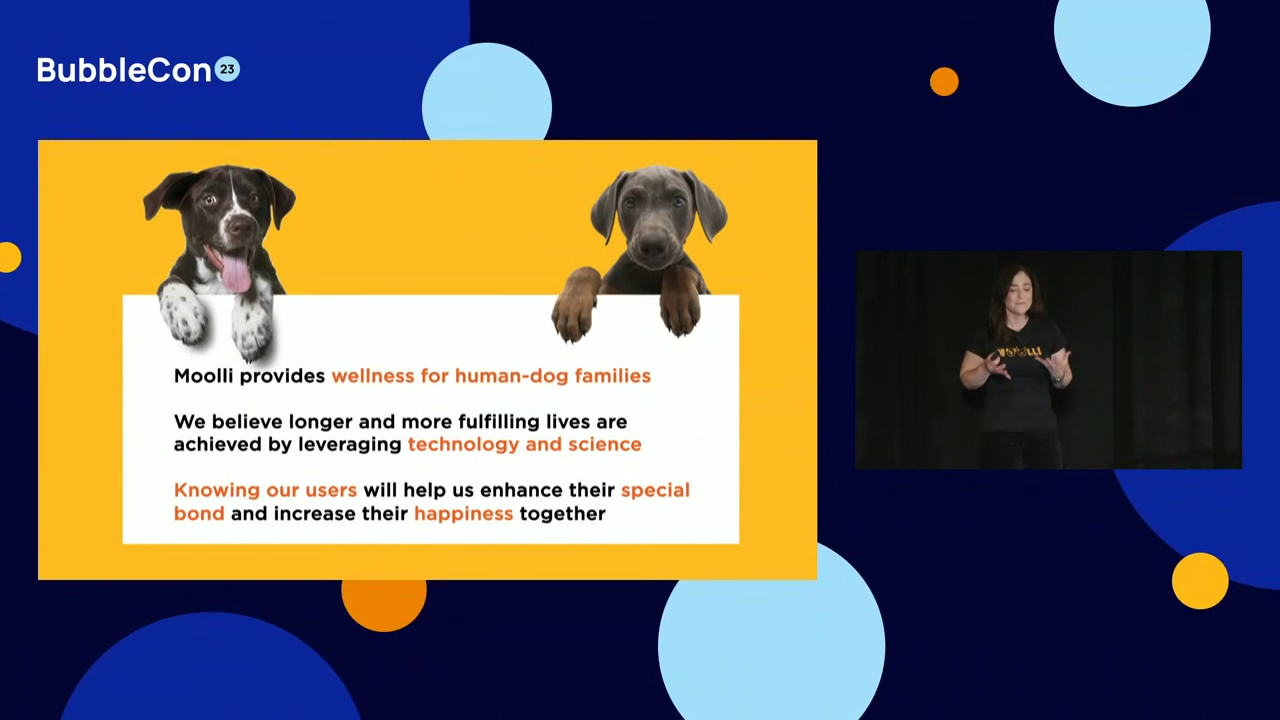 BubbleCon 23
Moolli provides wellness for human-dog families
We believe longer and more fulfilling lives are
achieved by leveraging technology and science
Knowing our users will help us enhance their special
bond and increase their happiness together